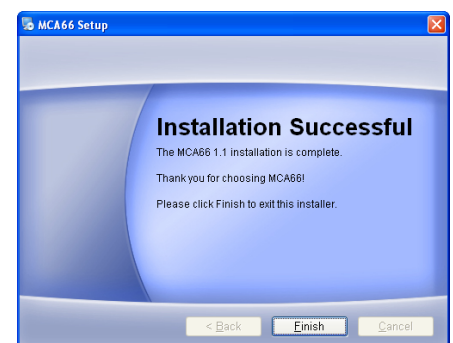 MCA66 Setup
Installation Successful
The MCA66 1.1 installation is complete.
Thank you for choosing MCA66!
Please click Finish to exit this installer.
< Back Finish Cancel